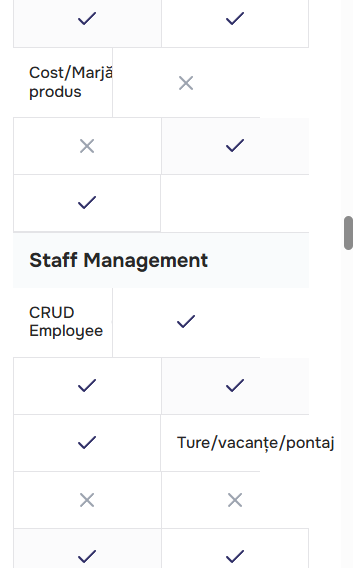 Cost/Marjă
produs
Staff Management
CRUD
Employee
Ture/vacanțe/pontaj